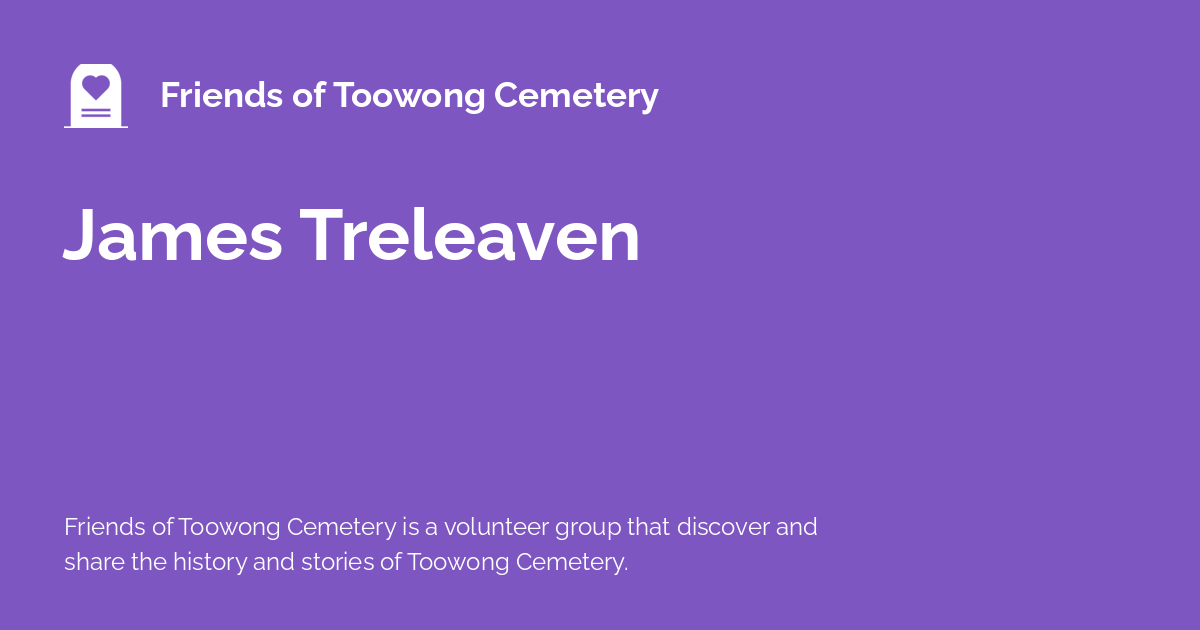 Friends of Toowong Cemetery
James Treleaven
Friends of Toowong Cemetery is a volunteer group that discover and
share the history and stories of Toowong Cemetery.